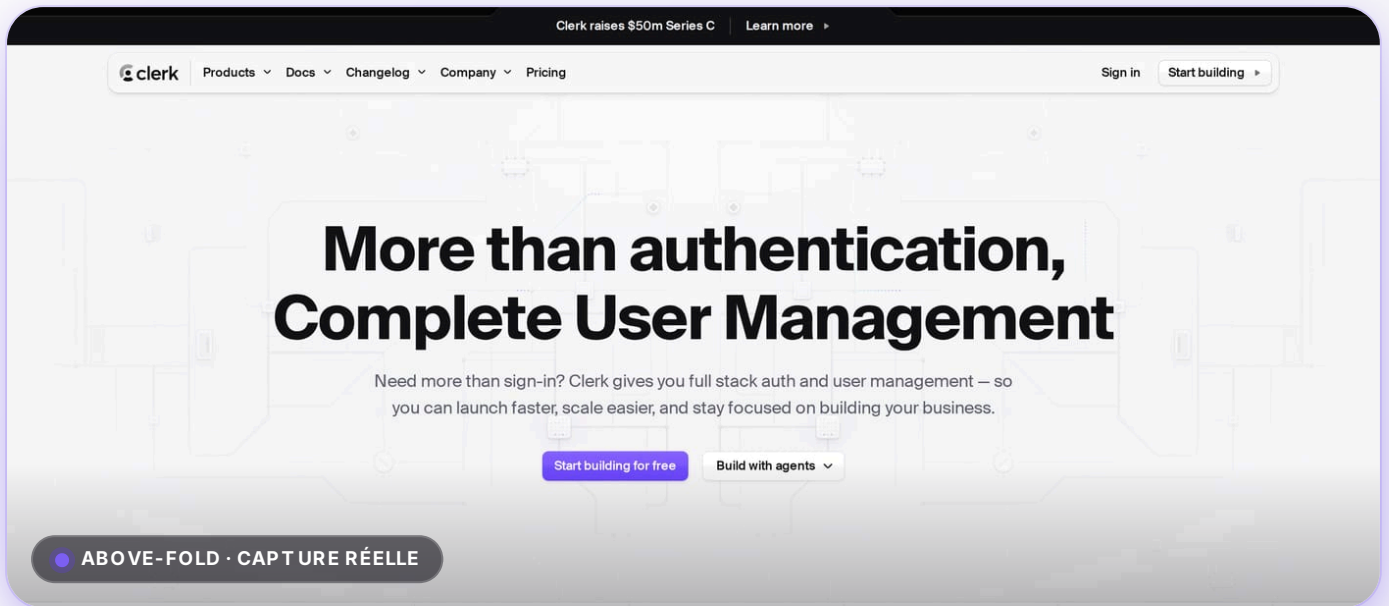 Clerk raises $50m Series C Learn more
clerk Products Docs Changelog Company Pricing Sign in Start building
More than authentication,
Complete User Management
Need more than sign-in? Clerk gives you full stack auth and user management — so
you can launch faster, scale easier, and stay focused on building your business.
Start building for free Build with agents
ABOVE-FOLD · CAPTURE RÉELLE